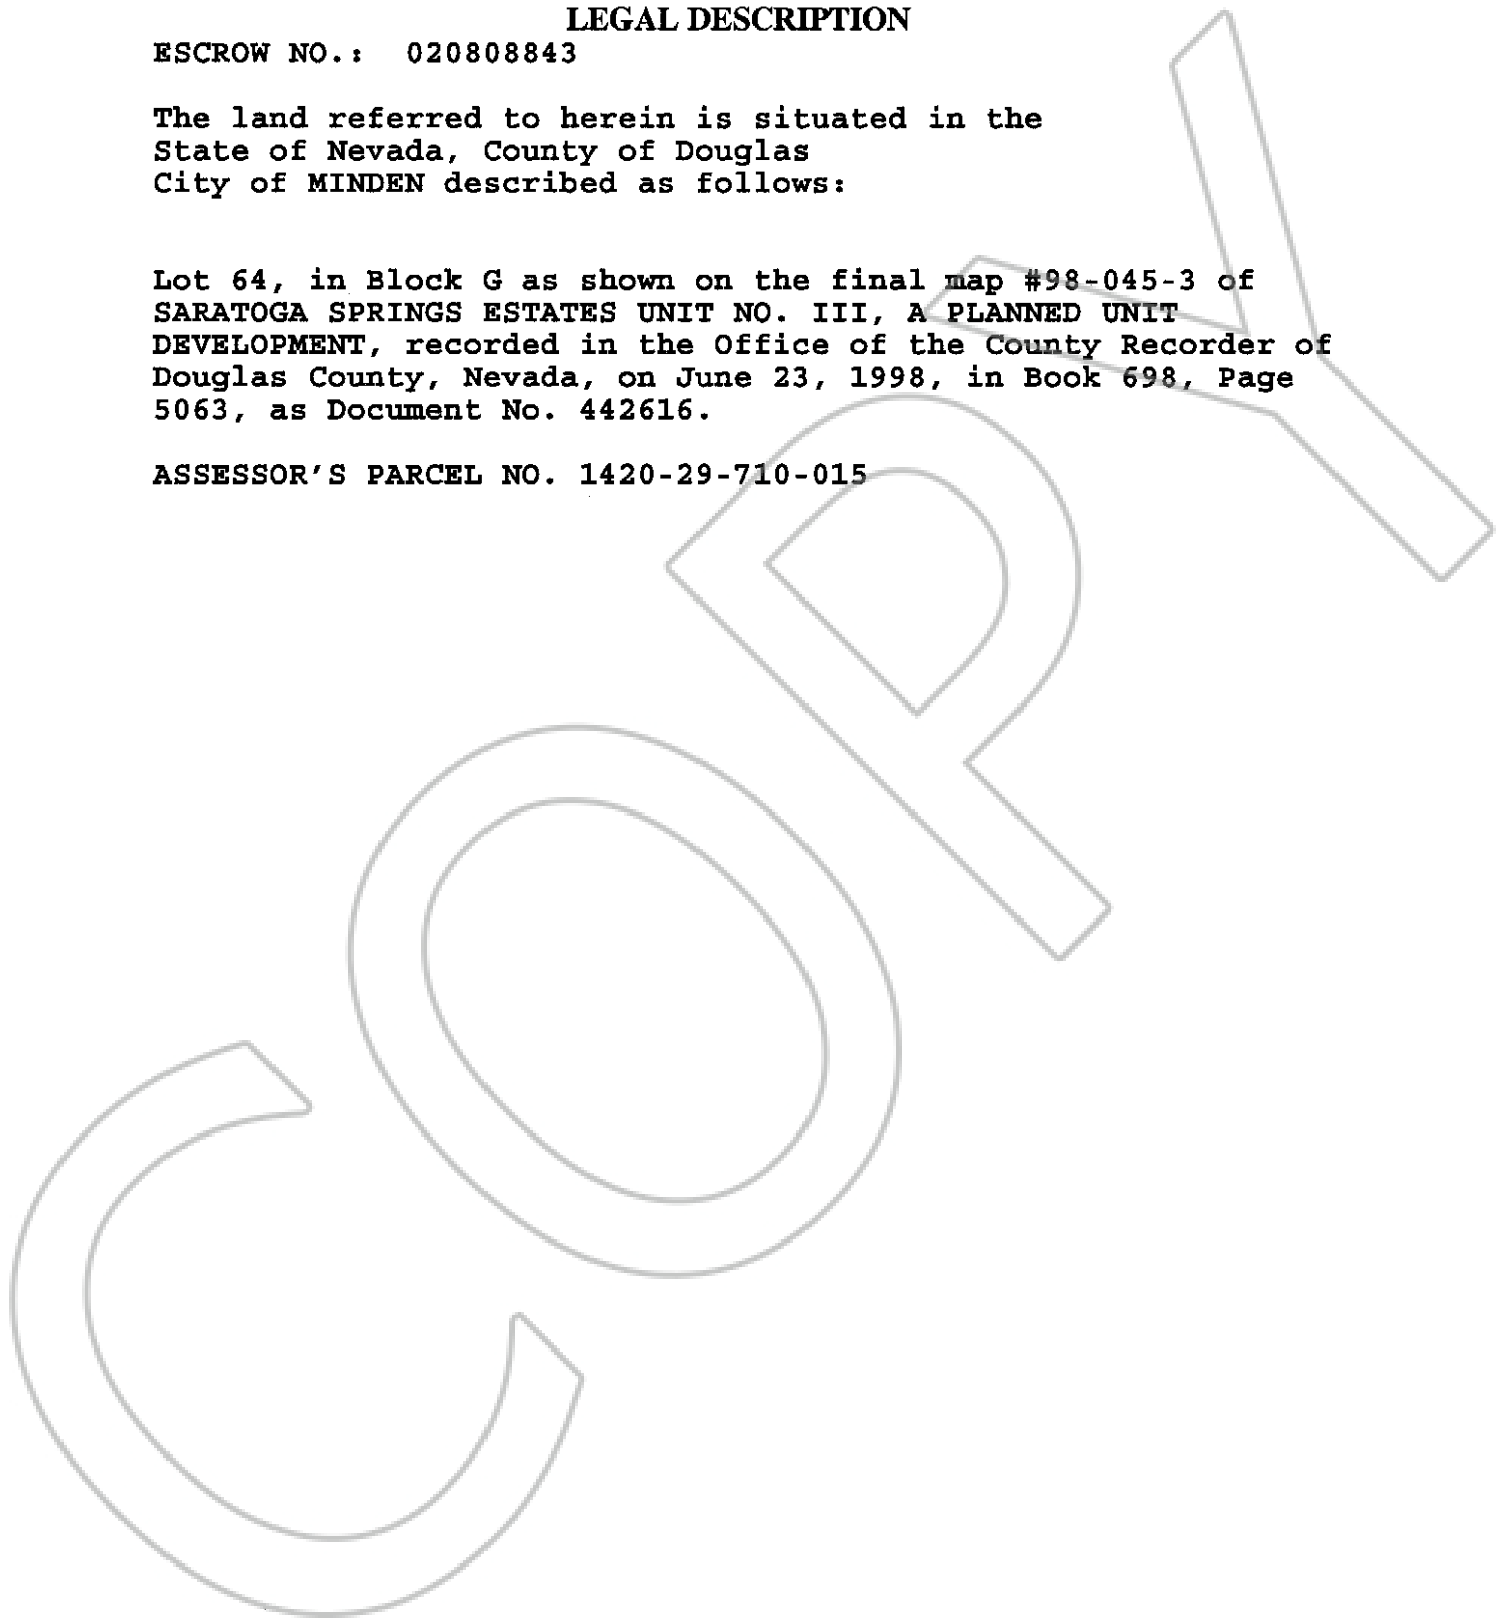 LEGAL DESCRIPTION
ESCROW NO.: 020808843
The land referred to herein is situated in the
State of Nevada, County of Douglas
City of MINDEN described as follows:
Lot 64, in Block G as shown on the final map #98-045-3 of
SARATOGA SPRINGS ESTATES UNIT NO. III, A PLANNED UNIT
DEVELOPMENT, recorded in the Office of the County Recorder of
Douglas County, Nevada, on June 23, 1998, in Book 698, Page
5063, as Document No. 442616.
ASSESSOR'S PARCEL NO. 1420-29-710-015
COPY